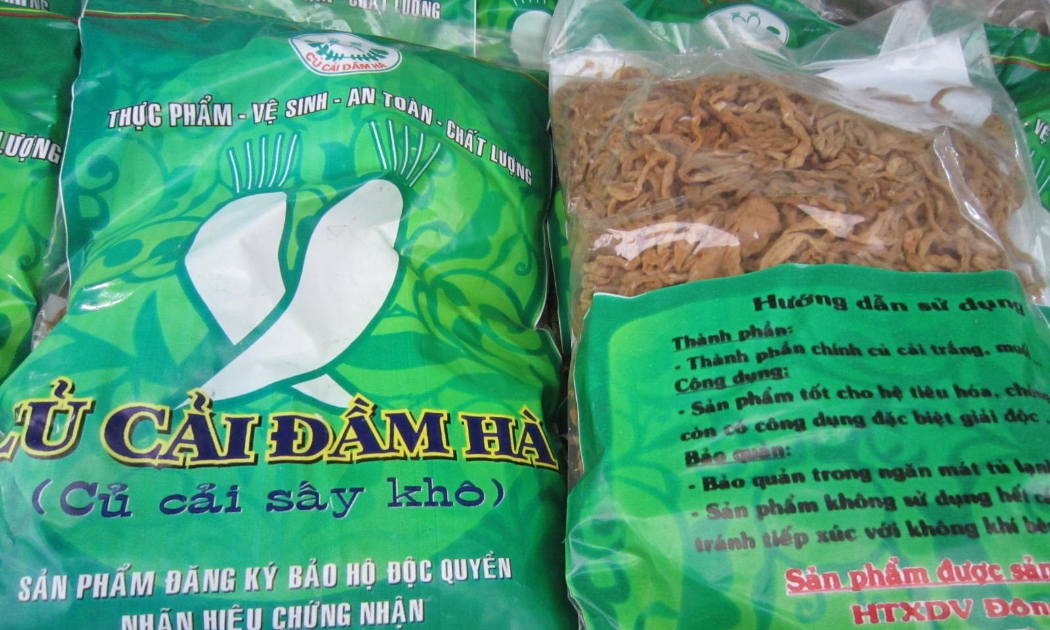 CHẤT LƯỢNG
CỦ CẢI ĐẦM HÀ
THỰC PHẨM - VỆ SINH - AN TOÀN - CHẤT LƯỢNG
LƯỢNG
CỦ CẢI ĐẦM HÀ
(Củ cải sấy khô)
SẢN PHẨM ĐĂNG KÝ BẢO HỘ ĐỘC QUYỀN
NHÃN HIỆU CHỨNG NHẬN
VỆ
Hướng dẫn sử dụng
Thành phần:
- Thành phần chính củ cải trắng,
Công dụng:
- Sản phẩm tốt cho hệ tiêu hóa,
còn có công dụng đặc biệt giải độc
Bảo quản:
- Bảo quản trong ngăn mát tủ lạnh
- Sản phẩm không sử dụng hết
tránh tiếp xúc với không khí
Sản phẩm được
HTXDV